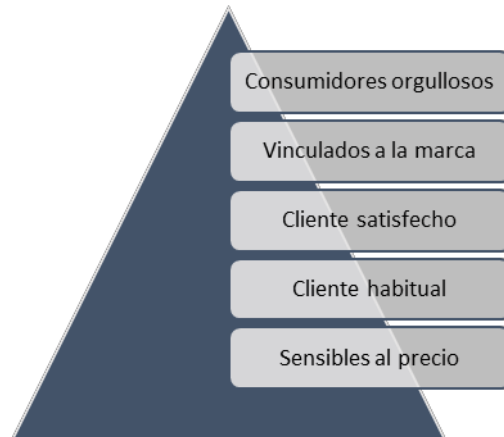 Consumidores orgullosos
Vinculados a la marca
Cliente satisfecho
Cliente habitual
Sensibles al precio